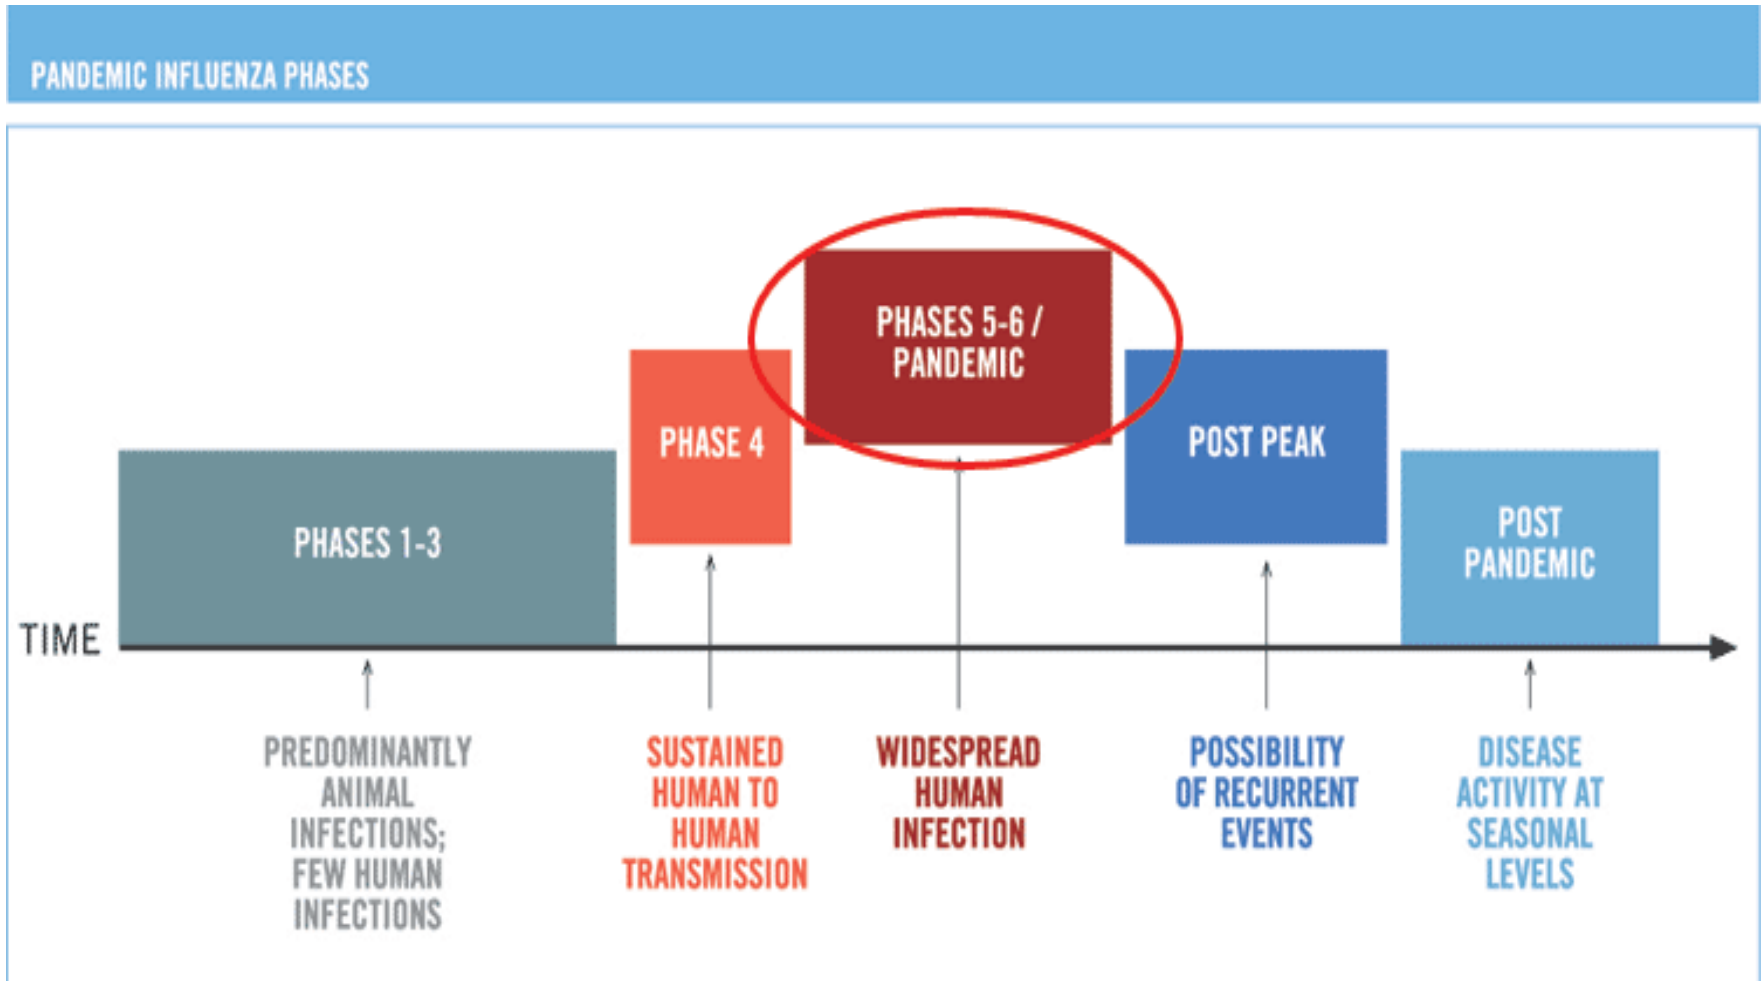 PANDEMIC INFLUENZA PHASES
PHASES 5-6 /
PANDEMIC
PHASE 4
POST PEAK
PHASES 1-3
POST
PANDEMIC
TIME
PREDOMINANTLY
ANIMAL
INFECTIONS;
FEW HUMAN
INFECTIONS
SUSTAINED
HUMAN TO
HUMAN
TRANSMISSION
WIDESPREAD
HUMAN
INFECTION
POSSIBILITY
OF RECURRENT
EVENTS
DISEASE
ACTIVITY AT
SEASONAL
LEVELS